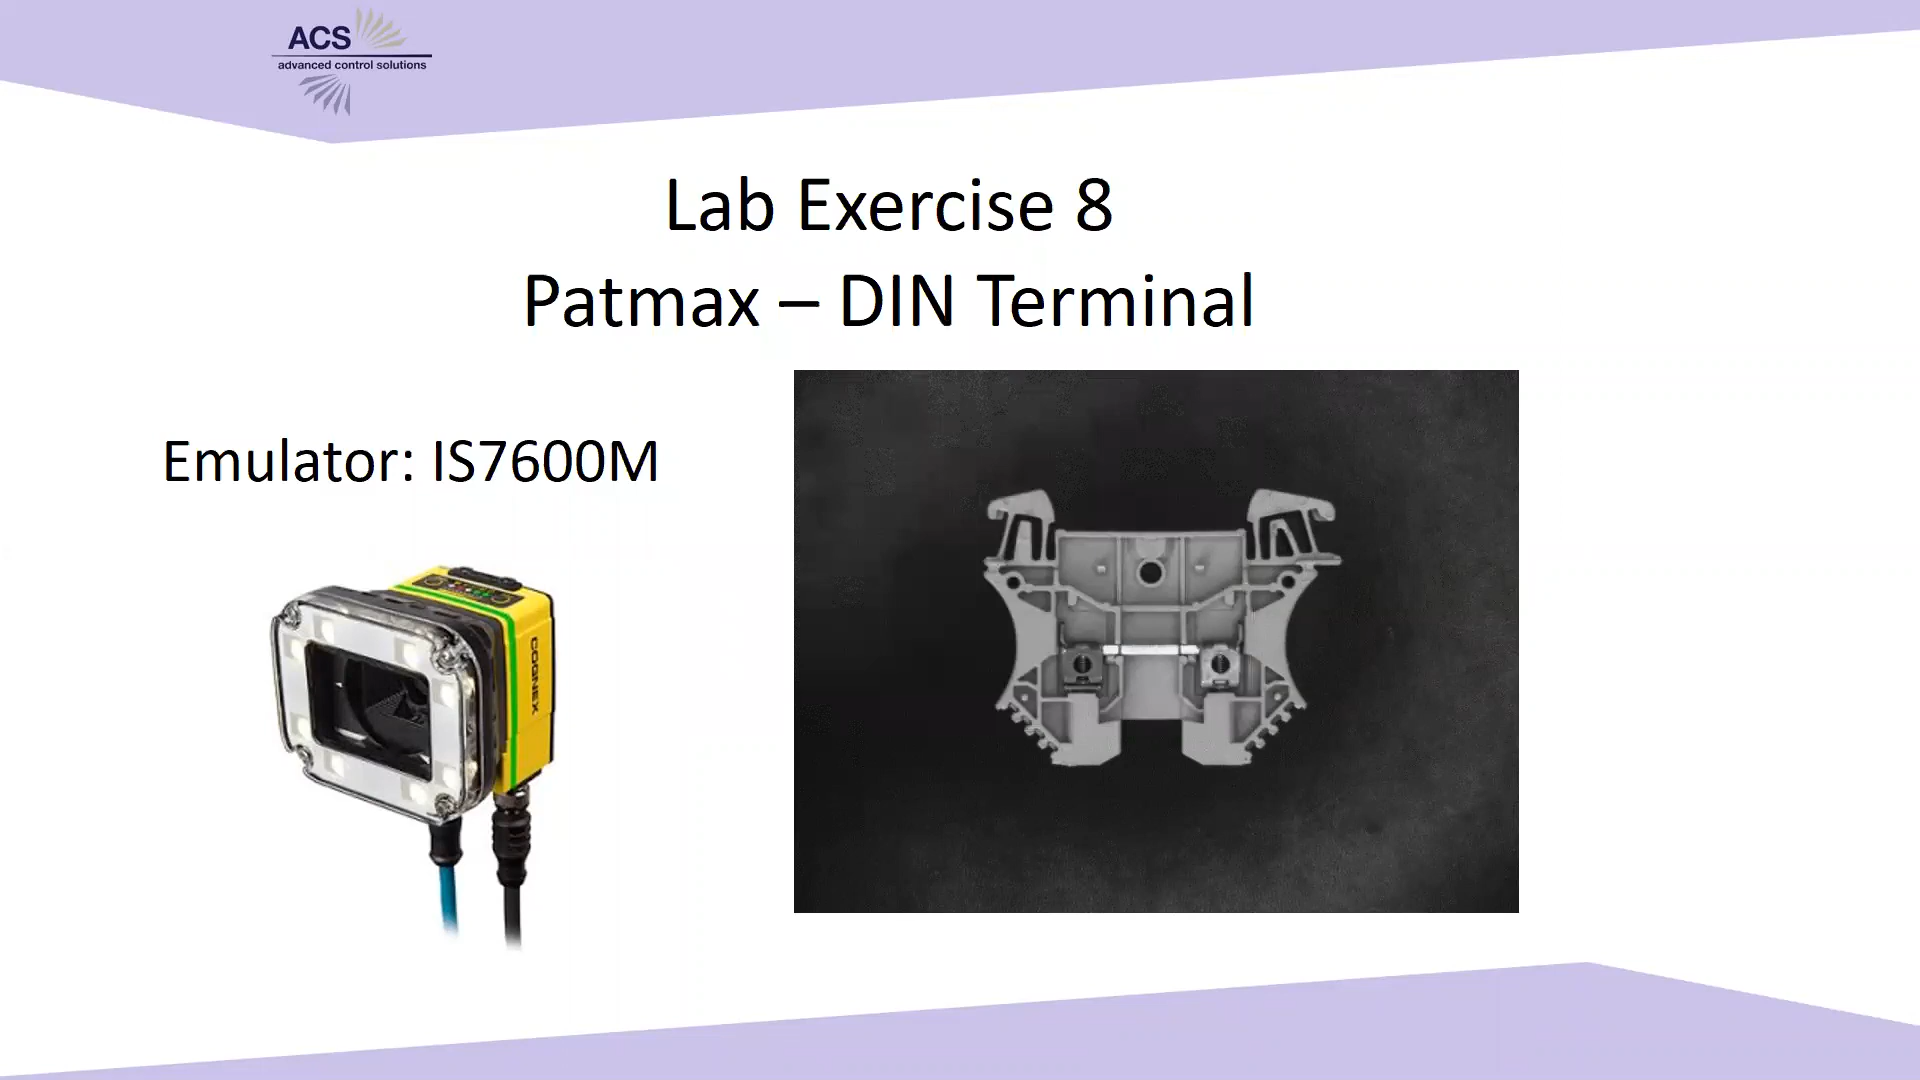 ACS
advanced control solutions
Lab Exercise 8
Patmax – DIN Terminal
Emulator: IS7600M
COGNEX